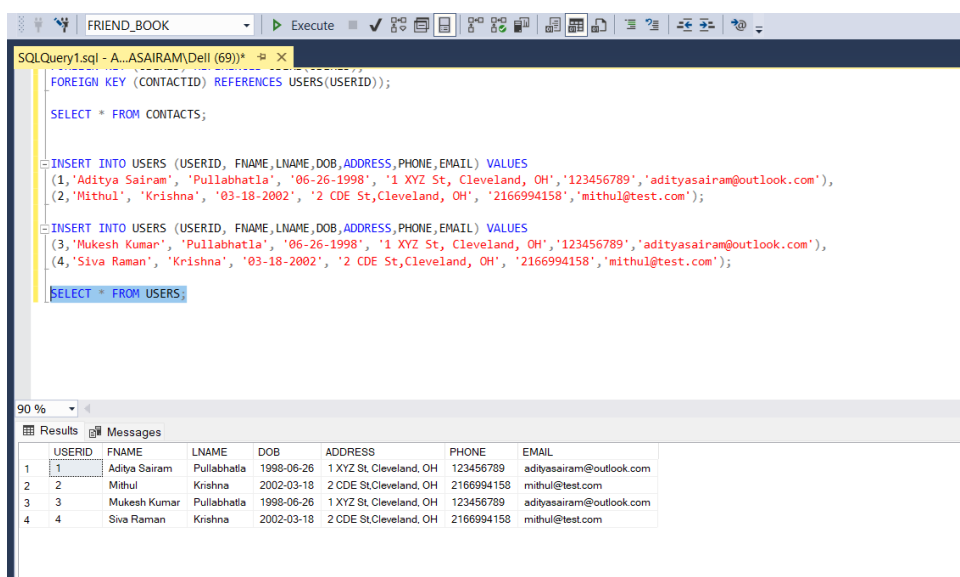 FRIEND_BOOK Execute
SQLQuery1.sql - A...ASAIRAM\Dell (69))*
FOREIGN KEY (CONTACTID) REFERENCES USERS(USERID));
SELECT * FROM CONTACTS;
INSERT INTO USERS (USERID, FNAME,LNAME,DOB,ADDRESS,PHONE,EMAIL) VALUES
(1,'Aditya Sairam', 'Pullabhatla', '06-26-1998', '1 XYZ St, Cleveland, OH','123456789','adityasairam@outlook.com'),
(2,'Mithul', 'Krishna', '03-18-2002', '2 CDE St,Cleveland, OH', '2166994158','mithul@test.com');
INSERT INTO USERS (USERID, FNAME,LNAME,DOB,ADDRESS,PHONE,EMAIL) VALUES
(3,'Mukesh Kumar', 'Pullabhatla', '06-26-1998', '1 XYZ St, Cleveland, OH','123456789','adityasairam@outlook.com'),
(4,'Siva Raman', 'Krishna', '03-18-2002', '2 CDE St,Cleveland, OH', '2166994158','mithul@test.com');
SELECT * FROM USERS;
90 %
Results Messages
USERID FNAME LNAME DOB ADDRESS PHONE EMAIL
1 1 Aditya Sairam Pullabhatla 1998-06-26 1 XYZ St, Cleveland, OH 123456789 adityasairam@outlook.com
2 2 Mithul Krishna 2002-03-18 2 CDE St,Cleveland, OH 2166994158 mithul@test.com
3 3 Mukesh Kumar Pullabhatla 1998-06-26 1 XYZ St, Cleveland, OH 123456789 adityasairam@outlook.com
4 4 Siva Raman Krishna 2002-03-18 2 CDE St,Cleveland, OH 2166994158 mithul@test.com